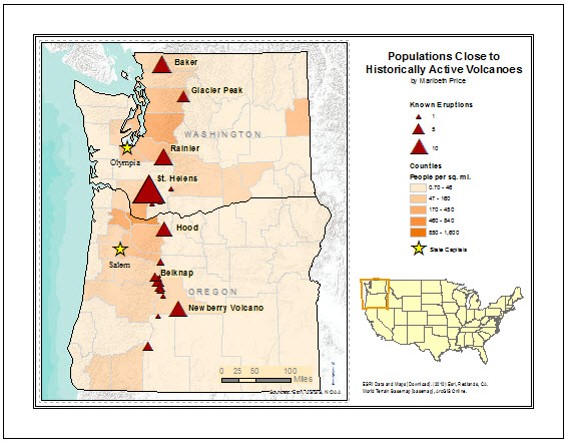 Populations Close to
Historically Active Volcanoes
by Maribeth Price
Known Eruptions
1
5
10
Counties
People per sq. mi.
0.70 - 46
47 - 160
170 - 450
460 - 840
850 - 1,600
State Capitals
Baker
Glacier Peak
WASHINGTON
Rainier
Olympia
St. Helens
Hood
Salem
Belknap
OREGON
Newberry Volcano
0 25 50 100
Miles
ESRI Data and Maps [Download]. (2010) Esri, Redlands, CA.
World Terrain Basemap [basemap], ArcGIS Online.